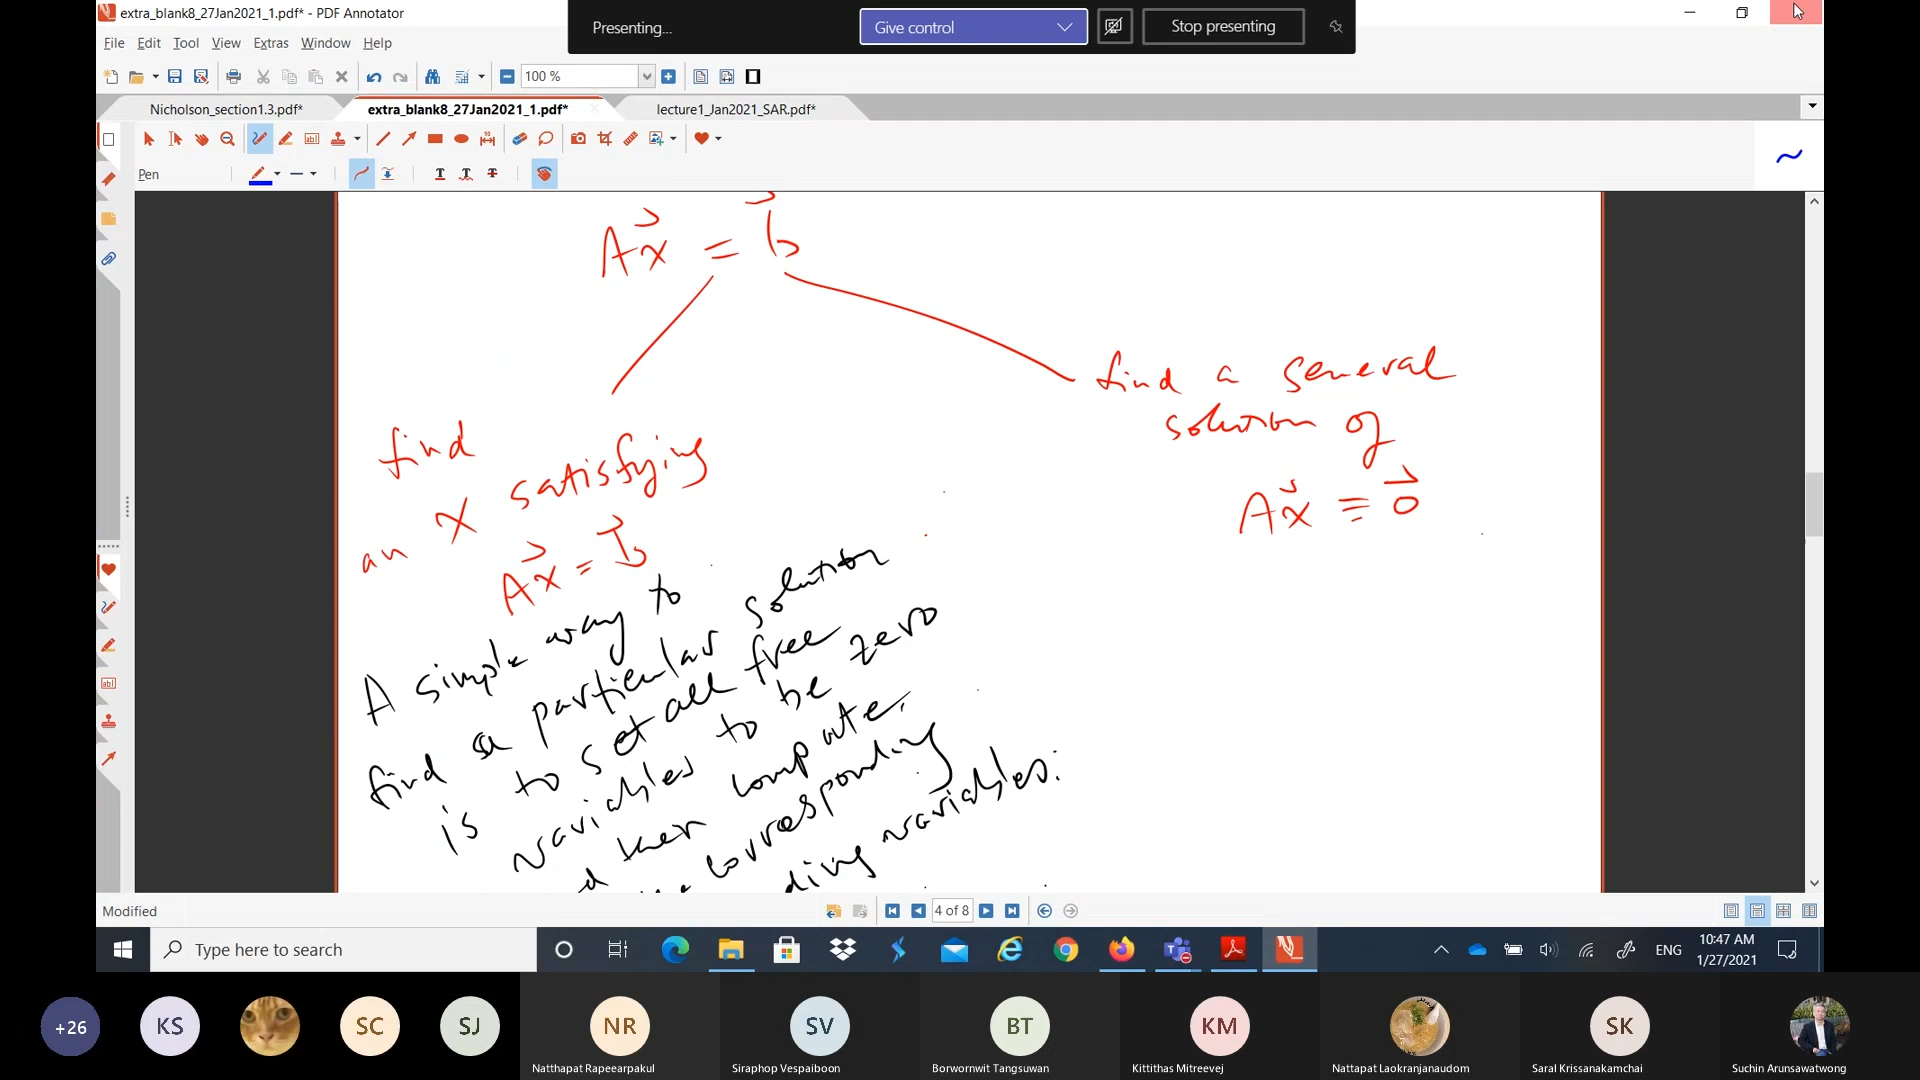 extra_blank8_27Jan2021_1.pdf* - PDF Annotator
Presenting...
Give control
Stop presenting
File Edit Tool View Extras Window Help
100 %
Nicholson_section1.3.pdf*
extra_blank8_27Jan2021_1.pdf*
lecture1_Jan2021_SAR.pdf*
Pen
Ax = b
find
an x satisfying
Ax = b
find a general
solution of
Ax = 0
A simple way to
find a particular solution
is to set all free
variables to be zero
then compute
corresponding
variables.
Modified
4 of 8
Type here to search
ENG
10:47 AM
1/27/2021
+26
KS
SC
SJ
NR
SV
BT
KM
SK
Natthapat Rapeearpakul
Siraphop Vespaiboon
Borwornwit Tangsuwan
Kittithas Mitreevej
Nattapat Laokranjanaudom
Saral Krissanakamchai
Suchin Arunsawatwong